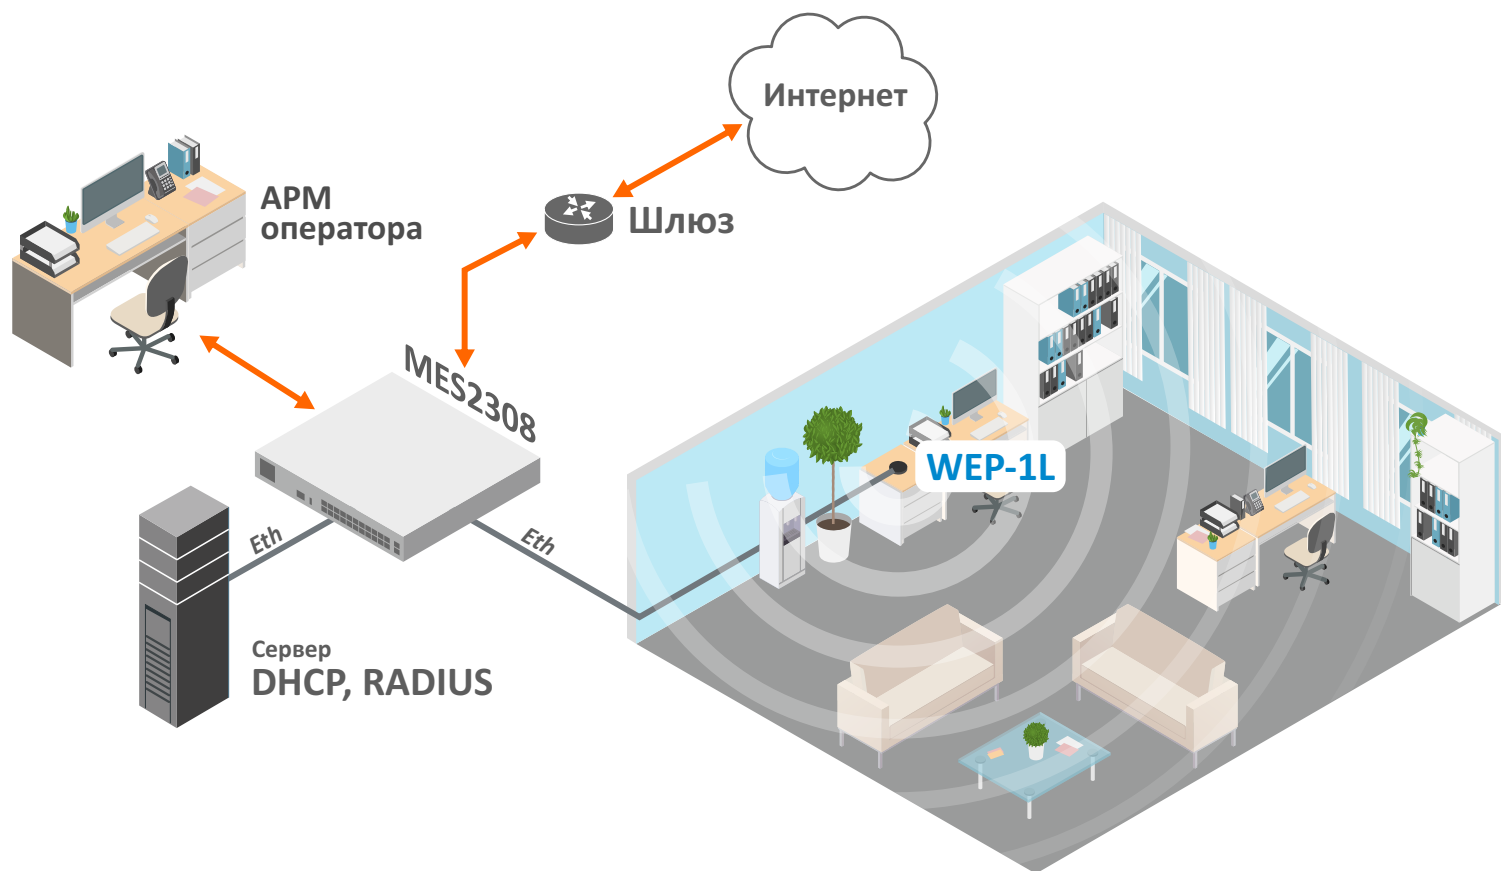 Интернет
АРМ
оператора
Шлюз
MES2308
WEP-1L
Eth
Eth
Сервер
DHCP, RADIUS